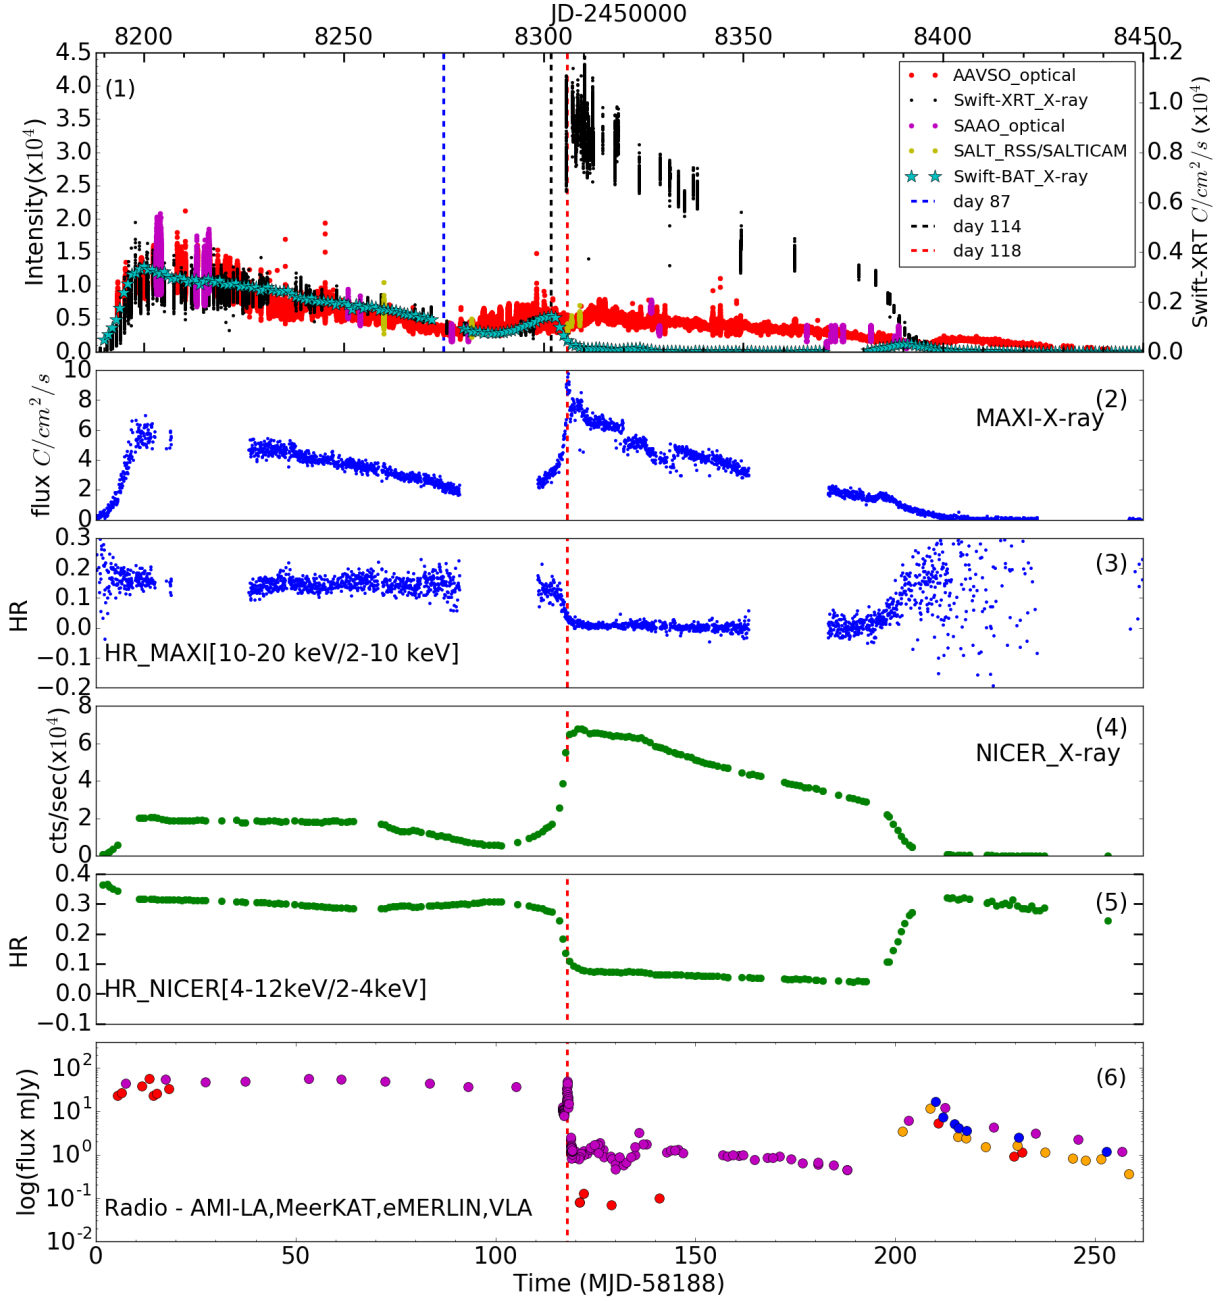 JD-2450000
8200 8250 8300 8350 8400 8450
(1)
Intensity(x10⁴)
4.5
4.0
3.5
3.0
2.5
2.0
1.5
1.0
0.5
0.0
AAVSO_optical
Swift-XRT_X-ray
SAAO_optical
SALT_RSS/SALTICAM
Swift-BAT_X-ray
day 87
day 114
day 118
1.2
1.0
0.8
0.6
0.4
0.2
0.0
Swift-XRT C/cm²/s (x10⁴)
(2)
MAXI-X-ray
flux C/cm²/s
10
8
6
4
2
0
(3)
HR
0.3
0.2
0.1
0.0
−0.1
−0.2
HR_MAXI[10-20 keV/2-10 keV]
(4)
NICER_X-ray
cts/sec(x10⁴)
8
6
4
2
0
(5)
HR
0.4
0.3
0.2
0.1
0.0
−0.1
HR_NICER[4-12keV/2-4keV]
(6)
log(flux mJy)
10²
10¹
10⁰
10⁻¹
10⁻²
Radio - AMI-LA,MeerKAT,eMERLIN,VLA
0 50 100 150 200 250
Time (MJD-58188)